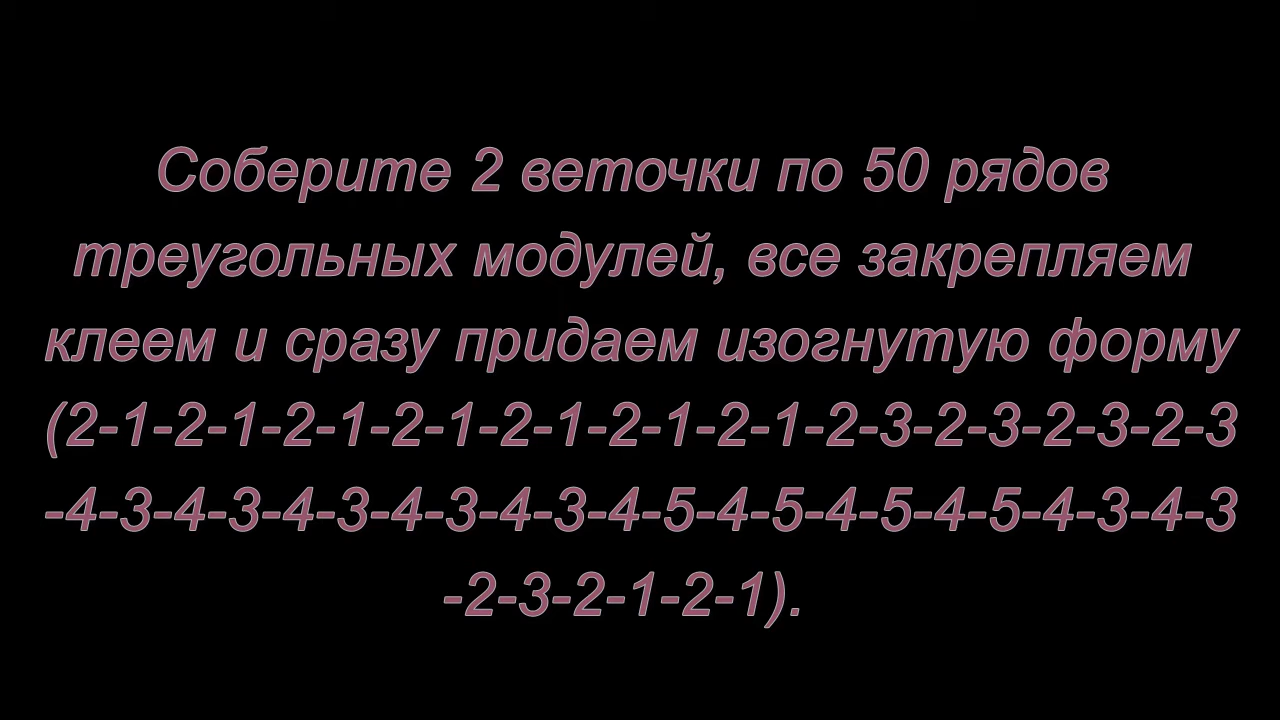 Соберите 2 веточки по 50 рядов
треугольных модулей, все закрепляем
клеем и сразу придаем изогнутую форму
(2-1-2-1-2-1-2-1-2-1-2-1-2-1-2-3-2-3-2-3-2-3
-4-3-4-3-4-3-4-3-4-3-4-5-4-5-4-5-4-5-4-3-4-3
-2-3-2-1-2-1).